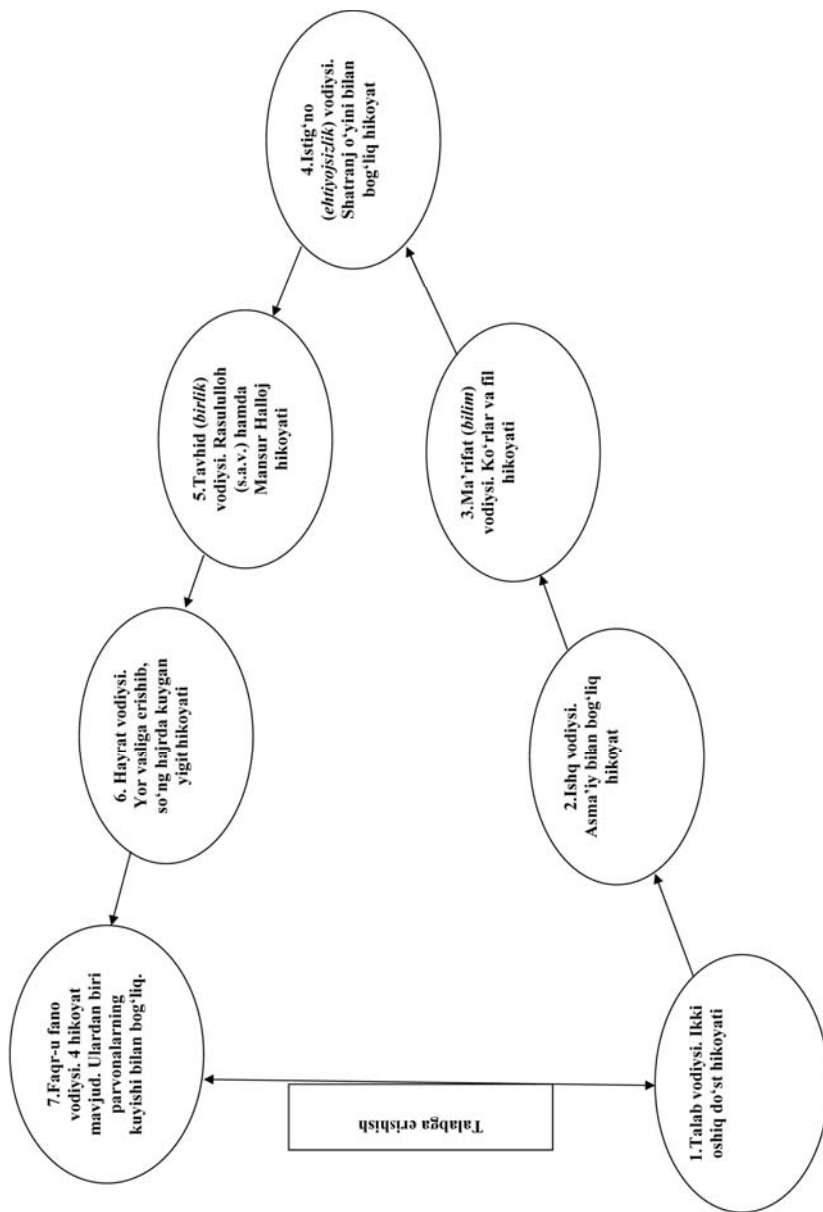 1.Talab vodiysi. Ikki
oshiq do‘st hikoyati
2.Ishq vodiysi.
Asma’iy bilan bog‘liq
hikoyat
3.Ma’rifat (bilim)
vodiysi. Ko‘rlar va fil
hikoyati
4.Istig‘no
(ehtiyojsizlik) vodiysi.
Shatranj o‘yini bilan
bog‘liq hikoyat
5.Tavhid (birlik)
vodiysi. Rasululloh
(s.a.v.) hamda
Mansur Halloj
hikoyati
6. Hayrat vodiysi.
Yor vasliga erishib,
so‘ng hajrda kuygan
yigit hikoyati
7.Faqr-u fano
vodiysi. 4 hikoyat
mavjud. Ulardan biri
parvonalarning
kuyishi bilan bog‘liq.
Talabga erishish